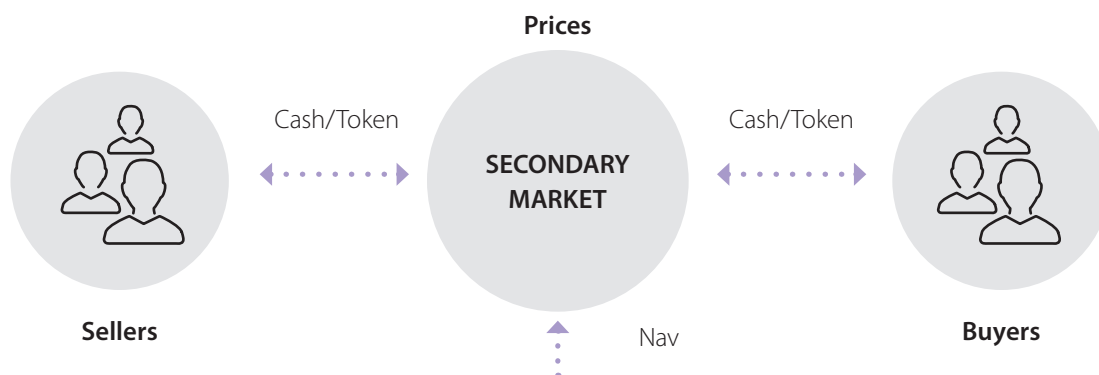 Prices
Cash/Token
Cash/Token
SECONDARY
MARKET
Sellers
Nav
Buyers